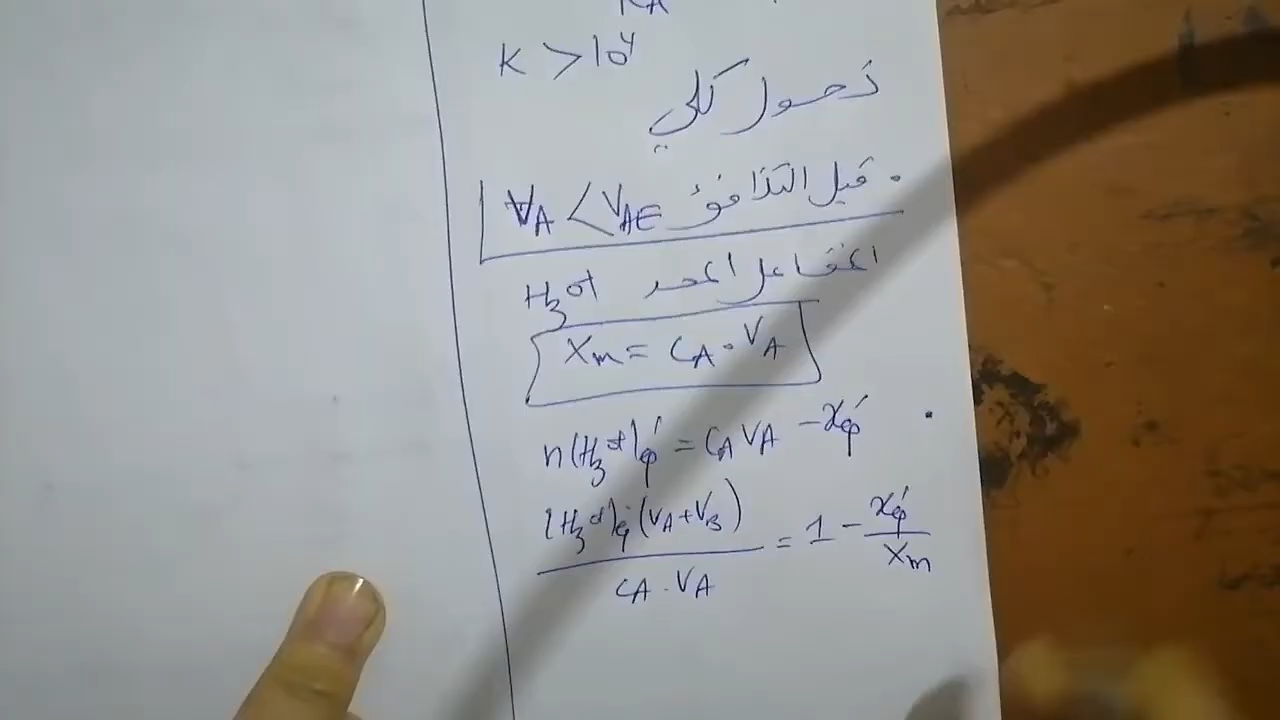 KA
K > 10⁴
تحول كلي
• قبل التكافؤ VA < VAE
المتفاعل المحد H3O+
Xm = CA . VA
• n(H3O+)éq' = CA VA - xéq'
[H3O+]éq' (VA+VB) / CA . VA = 1 - xéq' / Xm